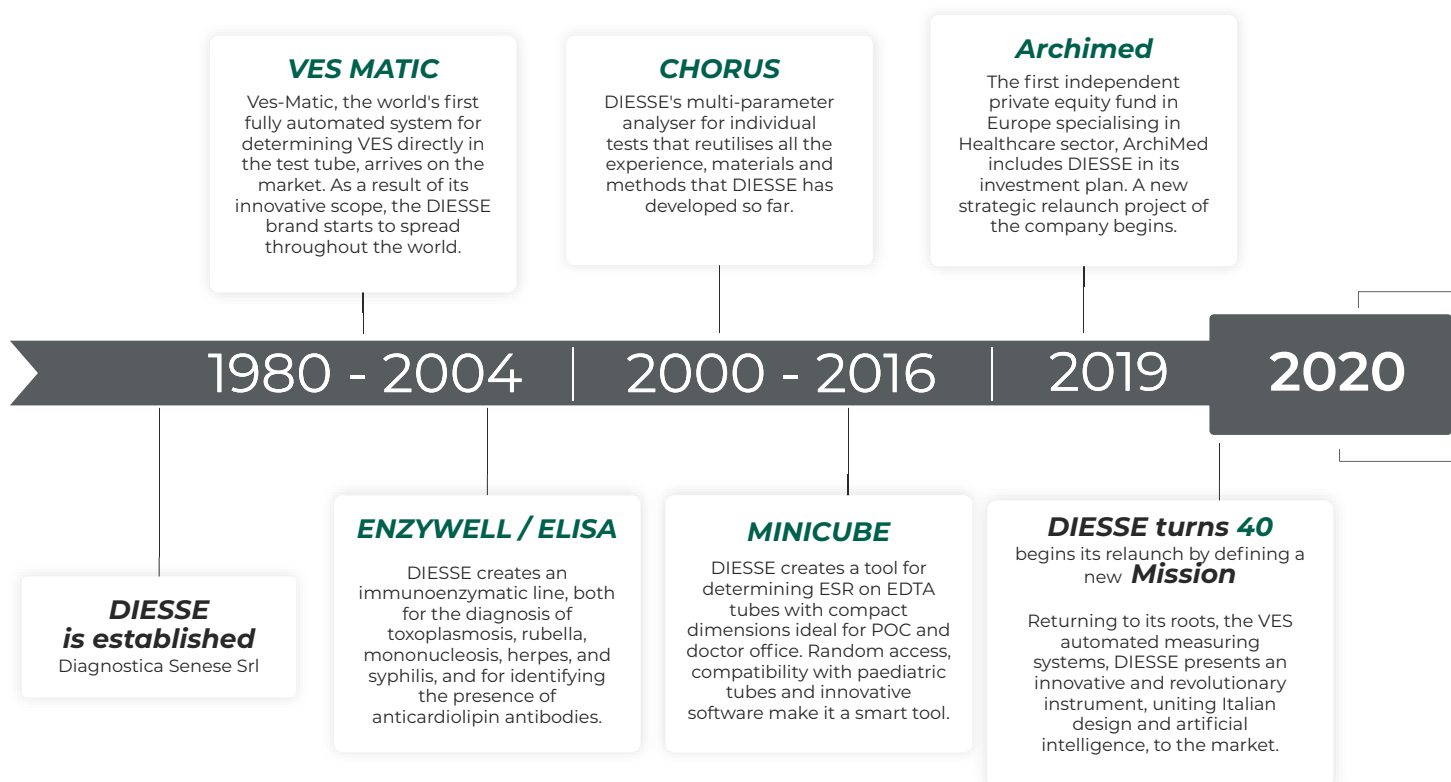 VES MATIC
Ves-Matic, the world's first
fully automated system for
determining VES directly in
the test tube, arrives on the
market. As a result of its
innovative scope, the DIESSE
brand starts to spread
throughout the world.
CHORUS
DIESSE's multi-parameter
analyser for individual
tests that reutilises all the
experience, materials and
methods that DIESSE has
developed so far.
Archimed
The first independent
private equity fund in
Europe specialising in
Healthcare sector, ArchiMed
includes DIESSE in its
investment plan. A new
strategic relaunch project of
the company begins.
1980 - 2004
2000 - 2016
2019
2020
DIESSE
is established
Diagnostica Senese Srl
ENZYWELL / ELISA
DIESSE creates an
immunoenzymatic line, both
for the diagnosis of
toxoplasmosis, rubella,
mononucleosis, herpes, and
syphilis, and for identifying
the presence of
anticardiolipin antibodies.
MINICUBE
DIESSE creates a tool for
determining ESR on EDTA
tubes with compact
dimensions ideal for POC and
doctor office. Random access,
compatibility with paediatric
tubes and innovative
software make it a smart tool.
DIESSE turns 40
begins its relaunch by defining a
new Mission
Returning to its roots, the VES
automated measuring
systems, DIESSE presents an
innovative and revolutionary
instrument, uniting Italian
design and artificial
intelligence, to the market.